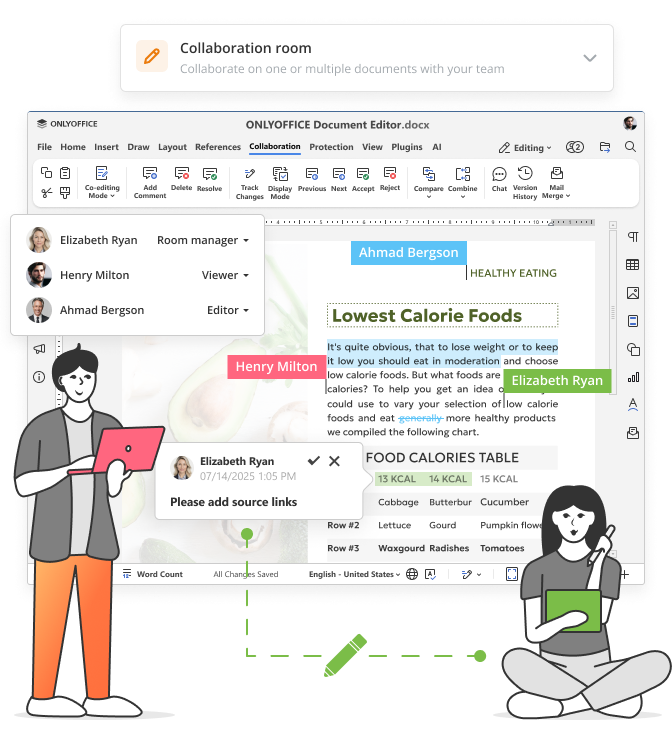 Collaboration room
Collaborate on one or multiple documents with your team
ONLYOFFICE
ONLYOFFICE Document Editor.docx
File Home Insert Draw Layout References Collaboration Protection View Plugins AI
Editing
Co-editing Mode
Add Comment
Delete
Resolve
Track Changes
Display Mode
Previous
Next
Accept
Reject
Compare
Combine
Chat
Version History
Mail Merge
Elizabeth Ryan Room manager
Henry Milton Viewer
Ahmad Bergson Editor
Ahmad Bergson
HEALTHY EATING
Lowest Calorie Foods
It's quite obvious, that to lose weight or to keep
it low you should eat in moderation and choose
Henry Milton
low calorie foods. But what foods are
Elizabeth Ryan
calories? To help you get an idea
could use to vary your selection of low calorie
foods and eat generally more healthy products
we compiled the following chart.
Elizabeth Ryan
07/14/2025 1:05 PM
Please add source links
FOOD CALORIES TABLE
13 KCAL 14 KCAL 15 KCAL
Cabbage Butterbur Cucumber
Row #2 Lettuce Gourd Pumpkin
Row #3 Waxgourd Radishes Tomatoes
Word Count
All Changes Saved
English - United States